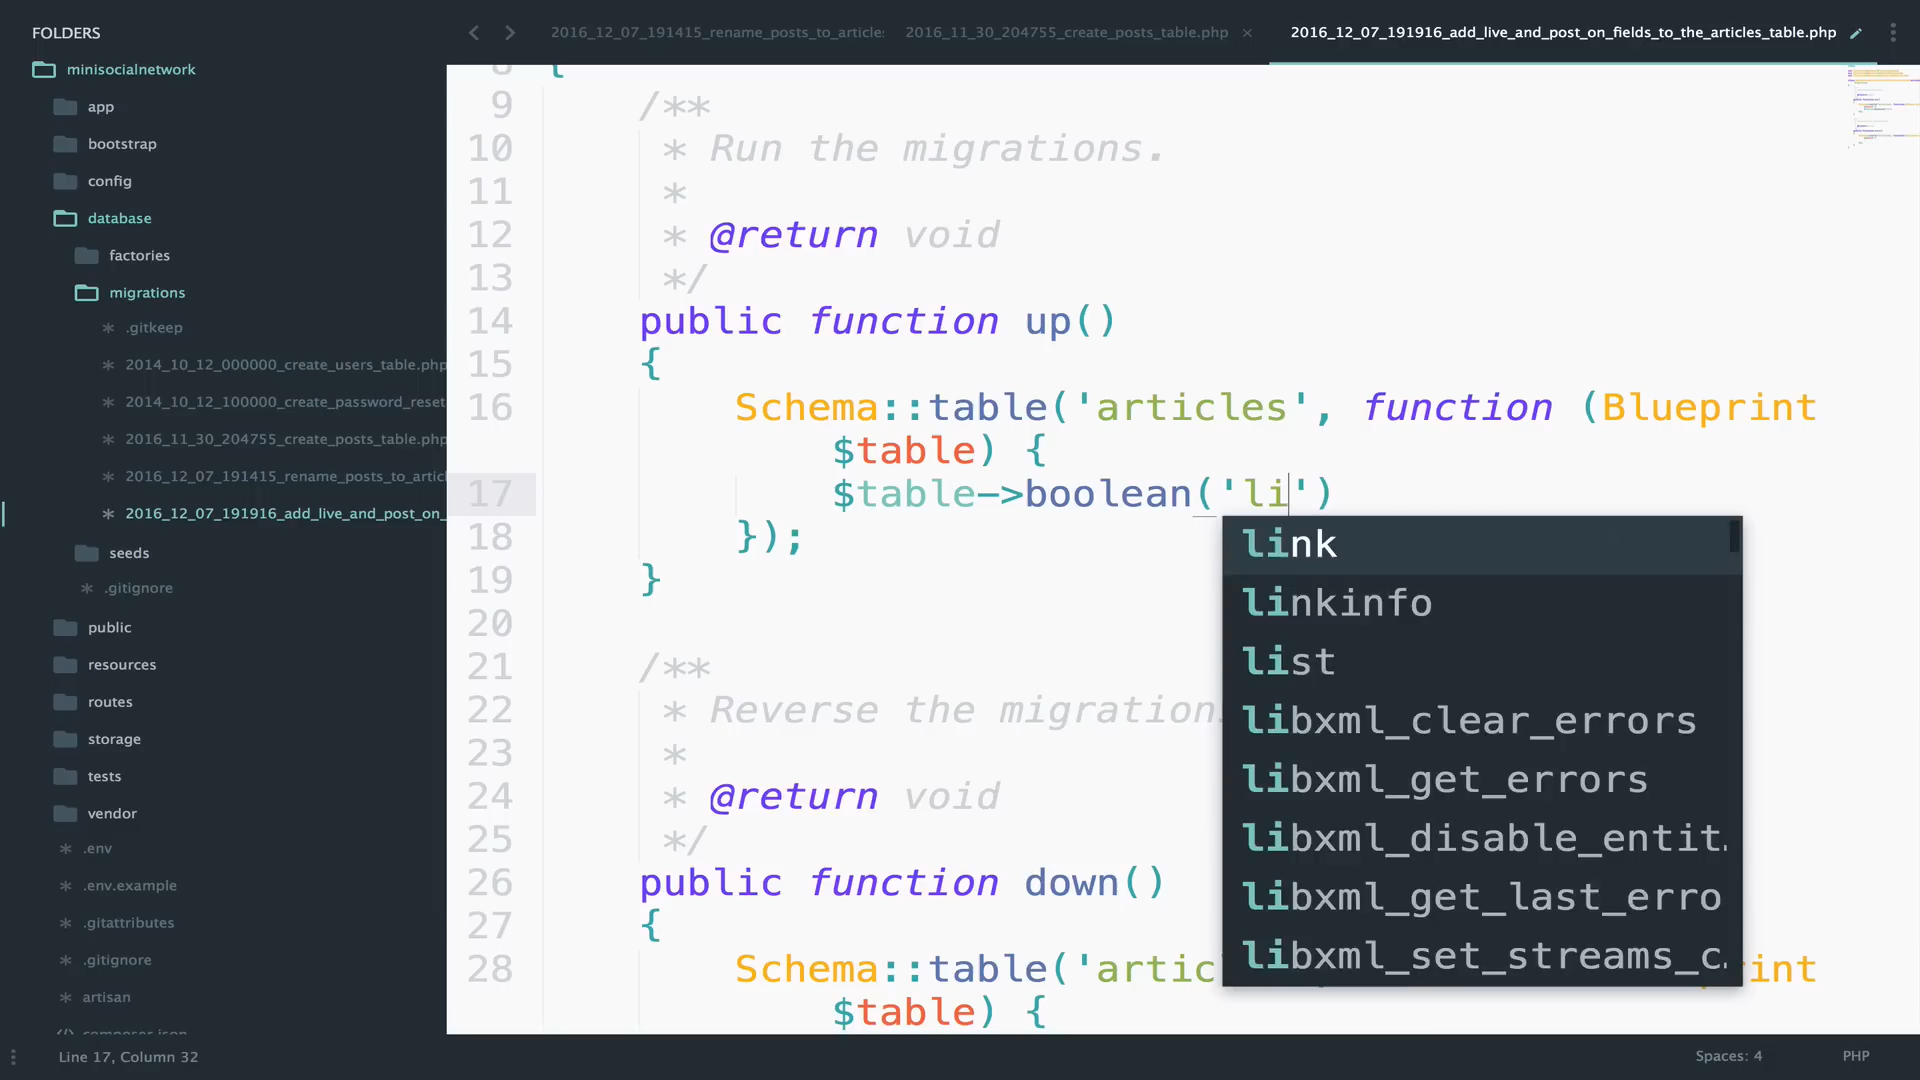 FOLDERS
minisocialnetwork
app
bootstrap
config
database
factories
migrations
.gitkeep
2014_10_12_000000_create_users_table.php
2014_10_12_100000_create_password_reset
2016_11_30_204755_create_posts_table.php
2016_12_07_191415_rename_posts_to_artic
2016_12_07_191916_add_live_and_post_on_
seeds
.gitignore
public
resources
routes
storage
tests
vendor
.env
.env.example
.gitattributes
.gitignore
artisan
composer.json
2016_12_07_191415_rename_posts_to_articles
2016_11_30_204755_create_posts_table.php ×
2016_12_07_191916_add_live_and_post_on_fields_to_the_articles_table.php
8 {
9 /**
10 * Run the migrations.
11 *
12 * @return void
13 */
14 public function up()
15 {
16 Schema::table('articles', function (Blueprint
$table) {
17 $table->boolean('li')
18 });
19 }
20
21 /**
22 * Reverse the migration
23 *
24 * @return void
25 */
26 public function down()
27 {
28 Schema::table('artic int
$table) {
link
linkinfo
list
libxml_clear_errors
libxml_get_errors
libxml_disable_entit
libxml_get_last_erro
libxml_set_streams_c
Line 17, Column 32
Spaces: 4
PHP